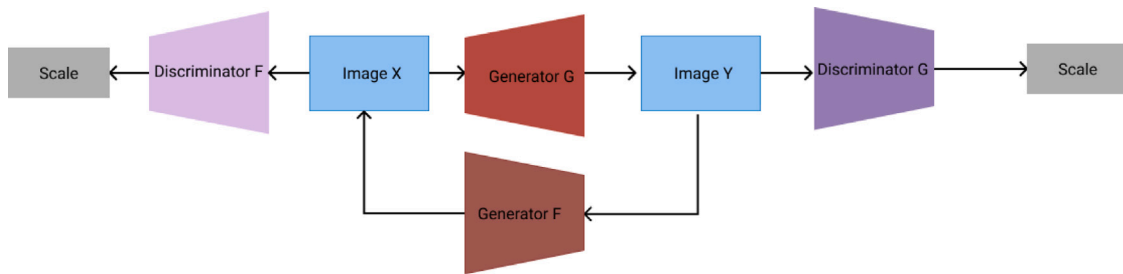 Scale
Discriminator F
Image X
Generator G
Image Y
Discriminator G
Scale
Generator F